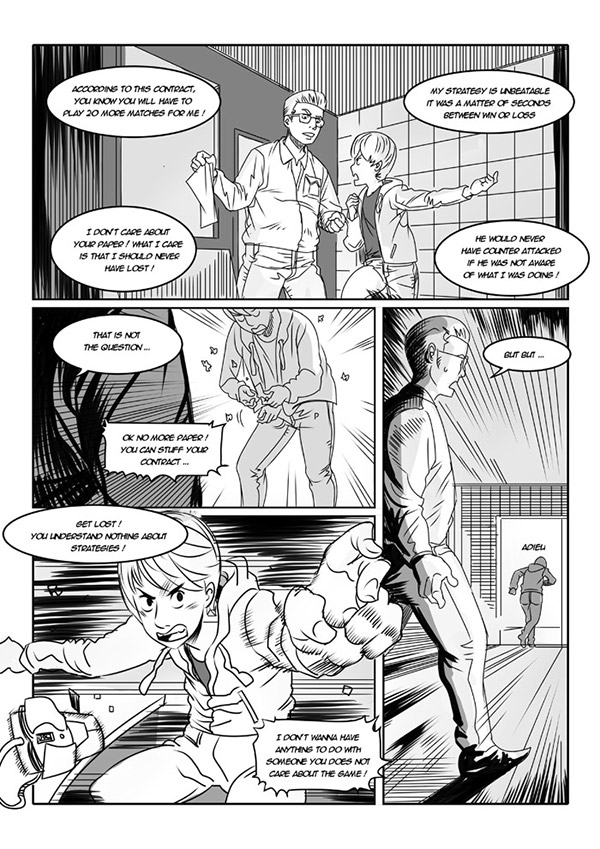 ACCORDING TO THIS CONTRACT,
YOU KNOW YOU WILL HAVE TO
PLAY 20 MORE MATCHES FOR ME !
MY STRATEGY IS UNBEATABLE
IT WAS A MATTER OF SECONDS
BETWEEN WIN OR LOSS
I DON'T CARE ABOUT
YOUR PAPER ! WHAT I CARE
IS THAT I SHOULD NEVER
HAVE LOST !
HE WOULD NEVER
HAVE COUNTER ATTACKED
IF HE WAS NOT AWARE
OF WHAT I WAS DOING !
THAT IS NOT
THE QUESTION ...
OK NO MORE PAPER !
YOU CAN STUFF YOUR
CONTRACT ...
GET LOST !
YOU UNDERSTAND NOTHING ABOUT
STRATEGIES !
I DON'T WANNA HAVE
ANYTHING TO DO WITH
SOMEONE YOU DOES NOT
CARE ABOUT THE GAME !
BUT BUT ...
ADIEU